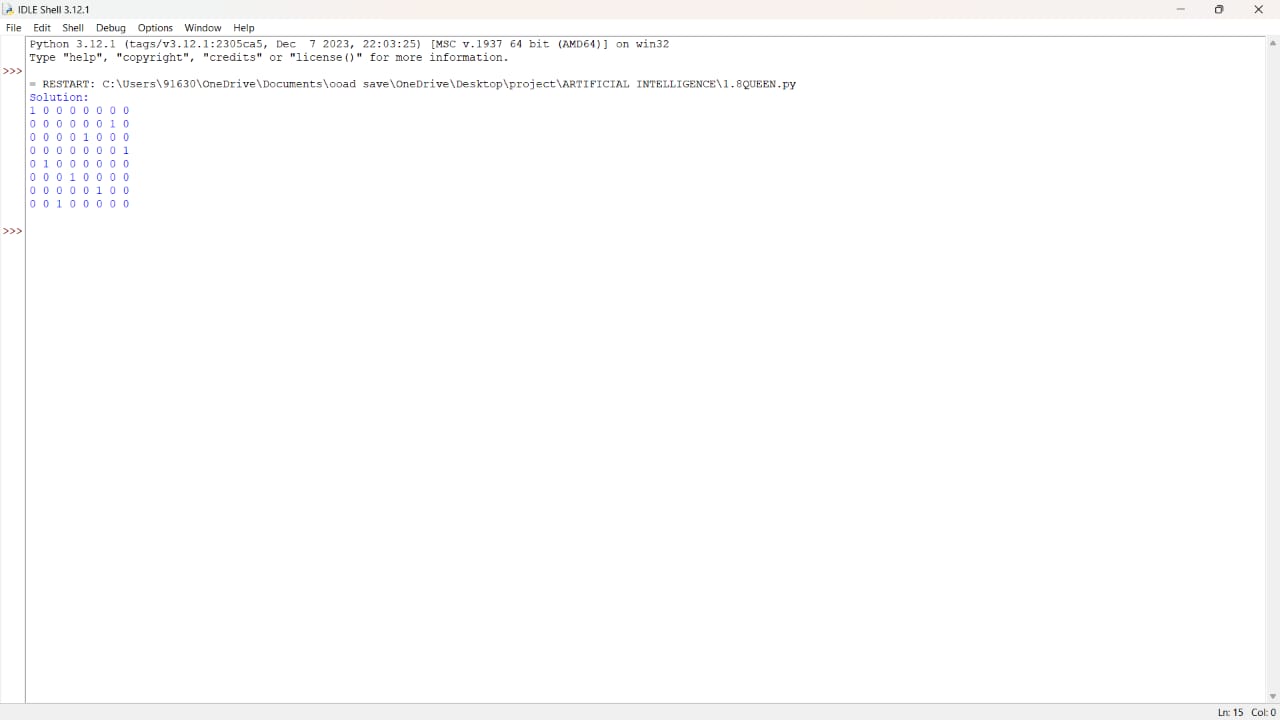 IDLE Shell 3.12.1
File Edit Shell Debug Options Window Help
Python 3.12.1 (tags/v3.12.1:2305ca5, Dec  7 2023, 22:03:25) [MSC v.1937 64 bit (AMD64)] on win32
Type "help", "copyright", "credits" or "license()" for more information.
>>>
= RESTART: C:\Users\91630\OneDrive\Documents\ooad save\OneDrive\Desktop\project\ARTIFICIAL INTELLIGENCE\1.8QUEEN.py
Solution:
1 0 0 0 0 0 0 0
0 0 0 0 0 0 1 0
0 0 0 0 1 0 0 0
0 0 0 0 0 0 0 1
0 1 0 0 0 0 0 0
0 0 0 1 0 0 0 0
0 0 0 0 0 1 0 0
0 0 1 0 0 0 0 0
>>>
Ln: 15 Col: 0